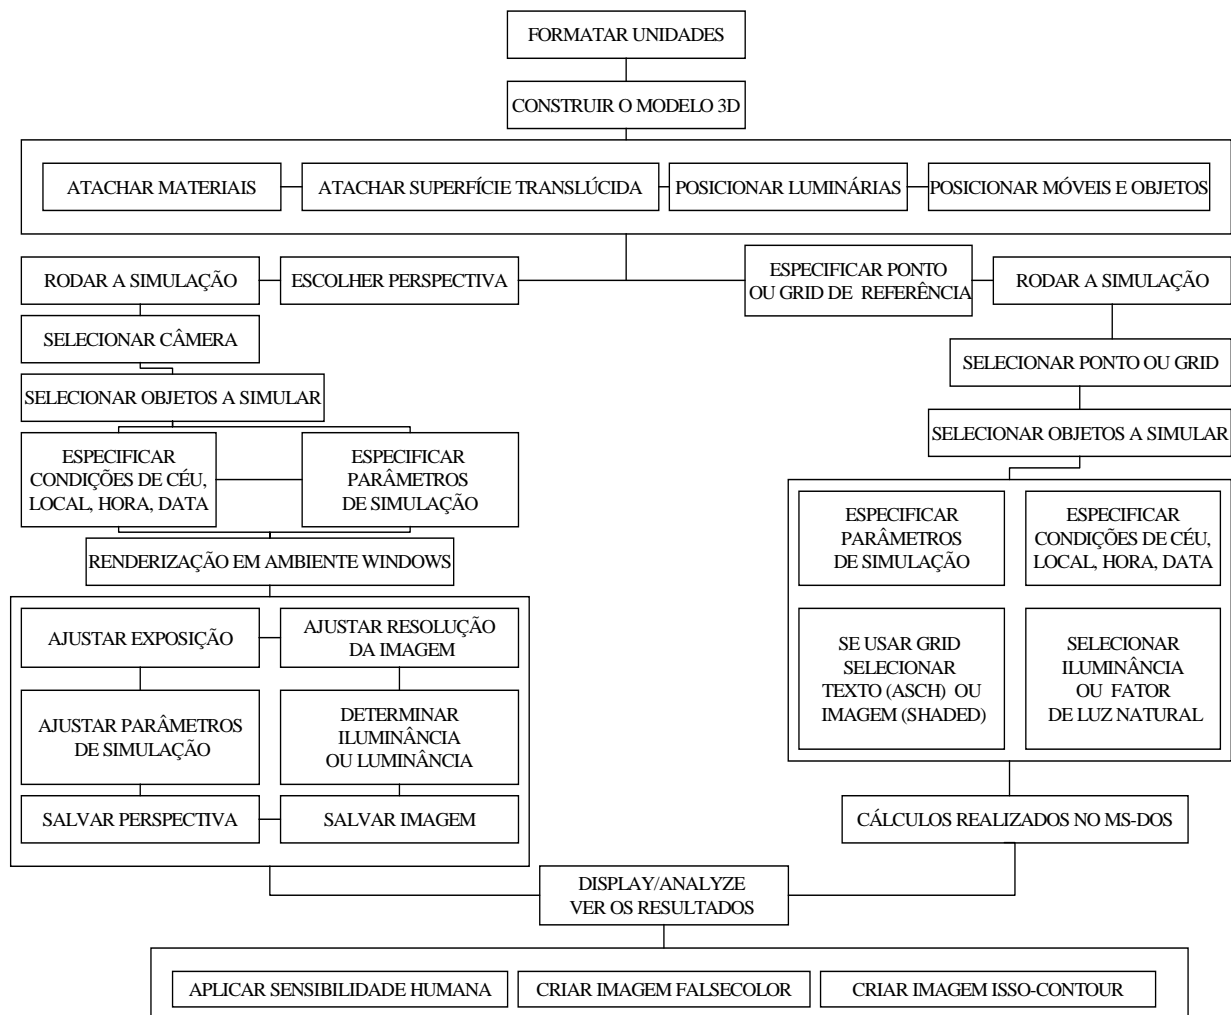 FORMATAR UNIDADES
CONSTRUIR O MODELO 3D
ATACHAR MATERIAIS
ATACHAR SUPERFÍCIE TRANSLÚCIDA
POSICIONAR LUMINÁRIAS
POSICIONAR MÓVEIS E OBJETOS
RODAR A SIMULAÇÃO
ESCOLHER PERSPECTIVA
ESPECIFICAR PONTO
OU GRID DE REFERÊNCIA
RODAR A SIMULAÇÃO
SELECIONAR CÂMERA
SELECIONAR OBJETOS A SIMULAR
ESPECIFICAR
CONDIÇÕES DE CÉU,
LOCAL, HORA, DATA
ESPECIFICAR
PARÂMETROS
DE SIMULAÇÃO
RENDERIZAÇÃO EM AMBIENTE WINDOWS
AJUSTAR EXPOSIÇÃO
AJUSTAR RESOLUÇÃO
DA IMAGEM
AJUSTAR PARÂMETROS
DE SIMULAÇÃO
DETERMINAR
ILUMINÂNCIA
OU LUMINÂNCIA
SALVAR PERSPECTIVA
SALVAR IMAGEM
SELECIONAR PONTO OU GRID
SELECIONAR OBJETOS A SIMULAR
ESPECIFICAR
PARÂMETROS
DE SIMULAÇÃO
ESPECIFICAR
CONDIÇÕES DE CÉU,
LOCAL, HORA, DATA
SE USAR GRID
SELECIONAR
TEXTO (ASCH) OU
IMAGEM (SHADED)
SELECIONAR
ILUMINÂNCIA
OU FATOR
DE LUZ NATURAL
CÁLCULOS REALIZADOS NO MS-DOS
DISPLAY/ANALYZE
VER OS RESULTADOS
APLICAR SENSIBILIDADE HUMANA
CRIAR IMAGEM FALSECOLOR
CRIAR IMAGEM ISSO-CONTOUR